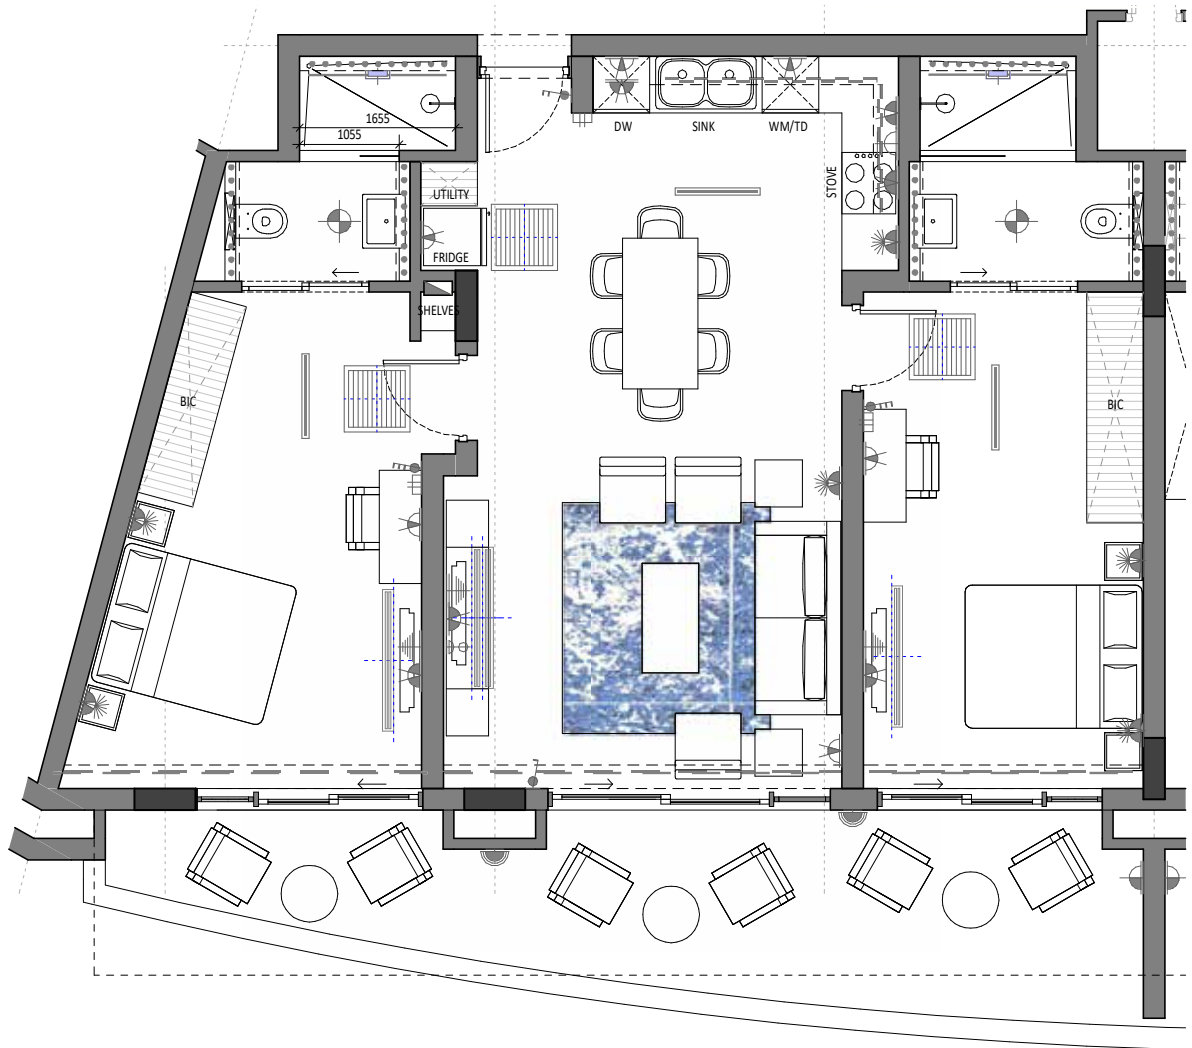 1655
1055
DW
SINK
WM/TD
STOVE
UTILITY
FRIDGE
SHELVES
BIC
BIC